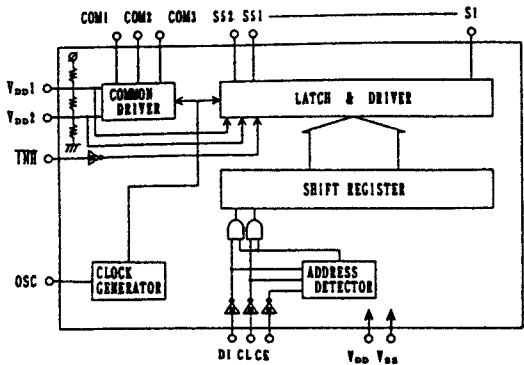 COM1 COM2 COM3 S52 S51 S1
VDD1
COMMON DRIVER
LATCH & DRIVER
VDD2
INH
SHIFT REGISTER
OSC
CLOCK GENERATOR
ADDRESS DETECTOR
DI CL CE VDD VSS